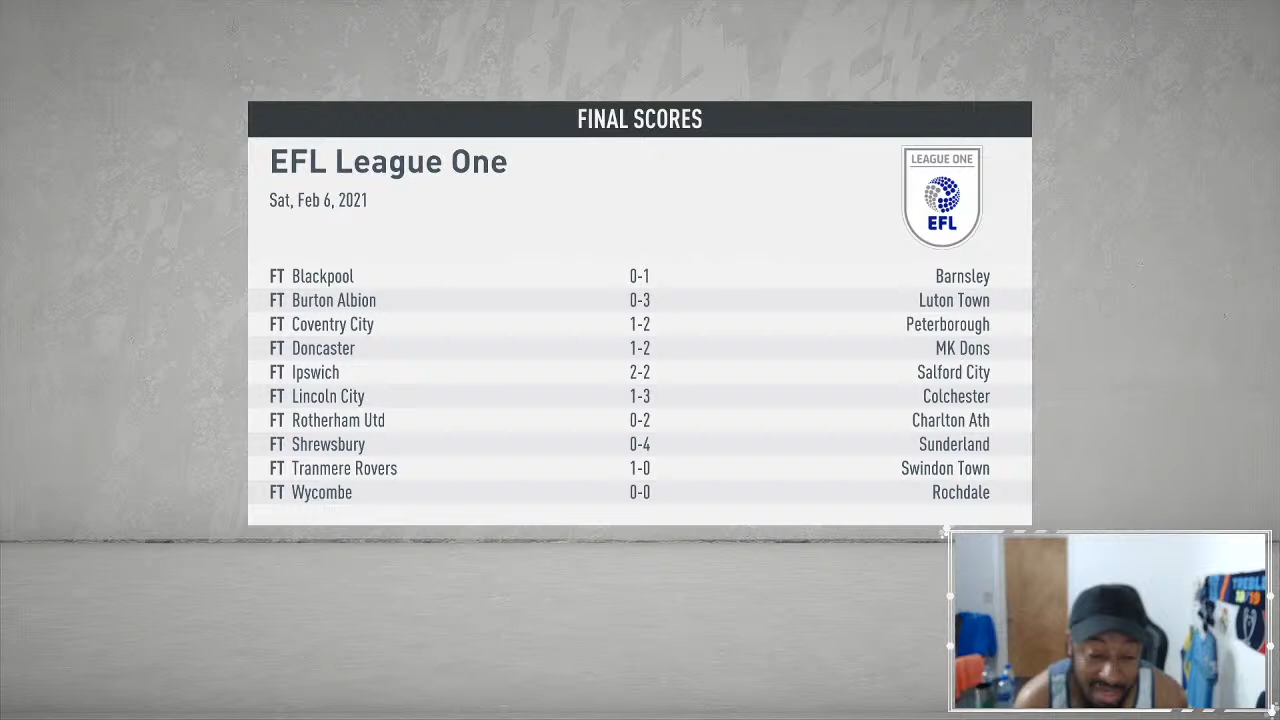 FINAL SCORES
EFL League One
LEAGUE ONE
EFL
Sat, Feb 6, 2021
FT Blackpool 0-1 Barnsley
FT Burton Albion 0-3 Luton Town
FT Coventry City 1-2 Peterborough
FT Doncaster 1-2 MK Dons
FT Ipswich 2-2 Salford City
FT Lincoln City 1-3 Colchester
FT Rotherham Utd 0-2 Charlton Ath
FT Shrewsbury 0-4 Sunderland
FT Tranmere Rovers 1-0 Swindon Town
FT Wycombe 0-0 Rochdale
TREBLE
18/19